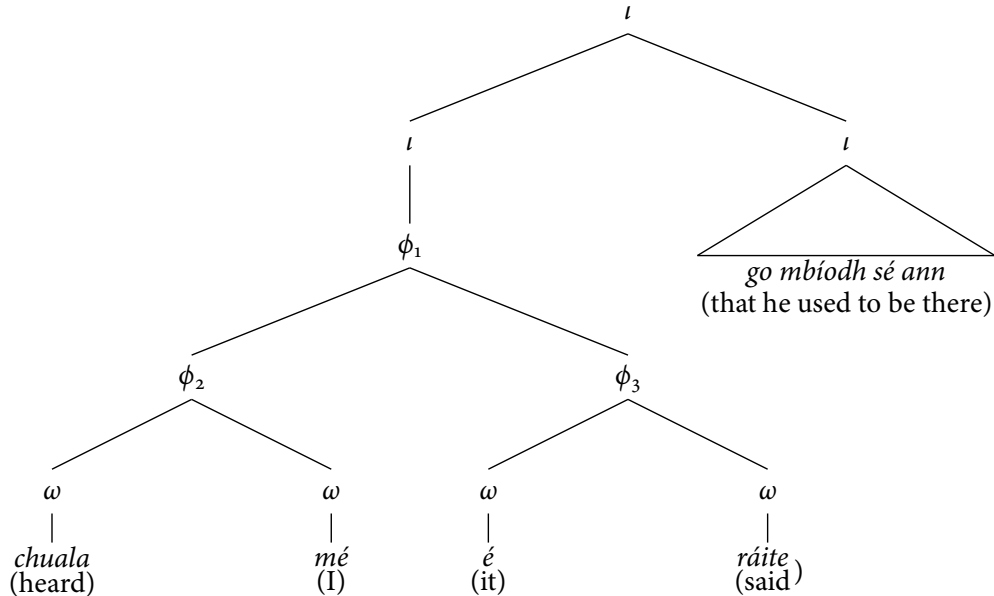 ι
ι ι
ϕ₁
go mbíodh sé ann
(that he used to be there)
ϕ₂ ϕ₃
ω ω ω ω
chuala mé é ráite
(heard) (I) (it) (said )